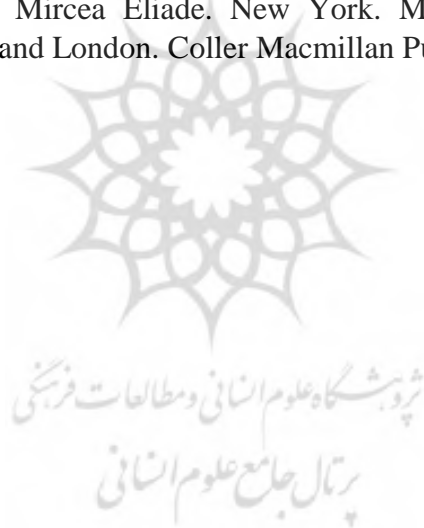 Mircea Eliade. New York. M
and London. Coller Macmillan Pu
پژوهشگاه علوم انسانی و مطالعات فرهنگی
پرتال جامع علوم انسانی